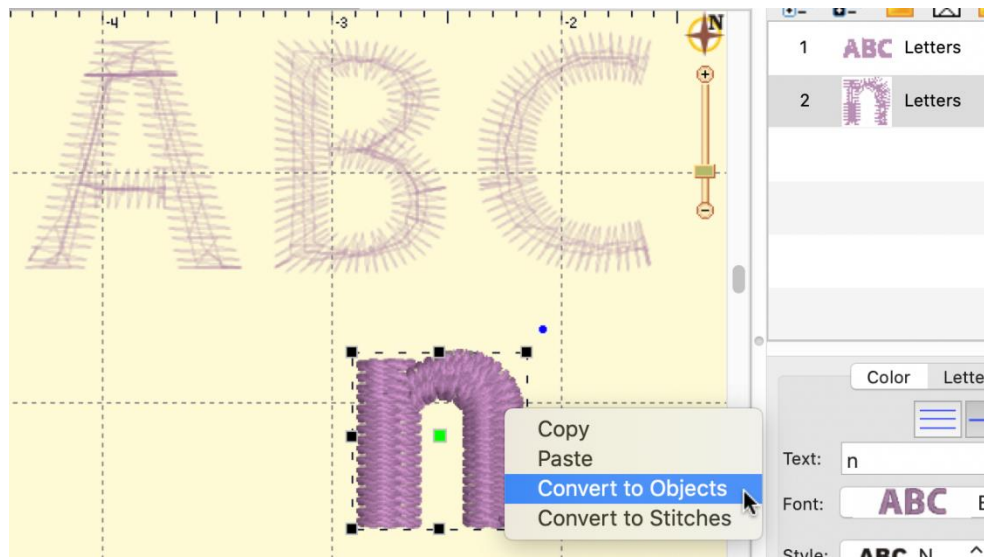 -4
-3
-2
N
A B C
n
Copy
Paste
Convert to Objects
Convert to Stitches
1 ABC Letters
2 n Letters
Color Lette
Text: n
Font: ABC E
Style: ABC N